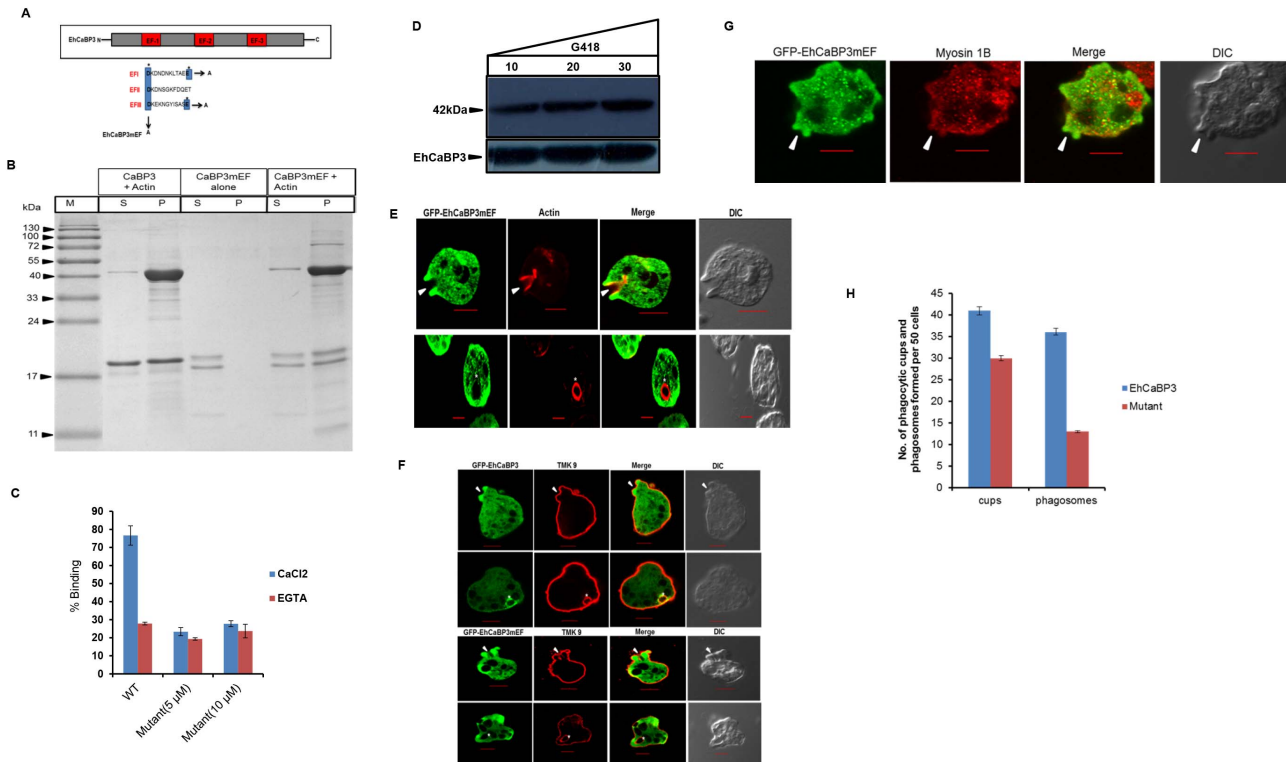 A
EhCaBP3 N
EF-1
EF-2
EF-3
C
EFI
DKDNDNKLTAEE
A
EFII
DKDNSGKFDQET
EFIII
DKEKNGYISASE
A
EhCaBP3mEF
A
B
CaBP3 + Actin
CaBP3mEF alone
CaBP3mEF + Actin
kDa
M
S
P
S
P
S
P
130
100
72
55
40
33
24
17
11
C
% Binding
90
80
70
60
50
40
30
20
10
0
WT
Mutant(5 µM)
Mutant(10 µM)
CaCl2
EGTA
D
G418
10
20
30
42kDa
EhCaBP3
E
GFP-EhCaBP3mEF
Actin
Merge
DIC
F
GFP-EhCaBP3
TMK 9
Merge
DIC
GFP-EhCaBP3mEF
TMK 9
Merge
DIC
G
GFP-EhCaBP3mEF
Myosin 1B
Merge
DIC
H
No. of phagocytic cups and
phagosomes formed per 50 cells
45
40
35
30
25
20
15
10
5
0
cups
phagosomes
EhCaBP3
Mutant